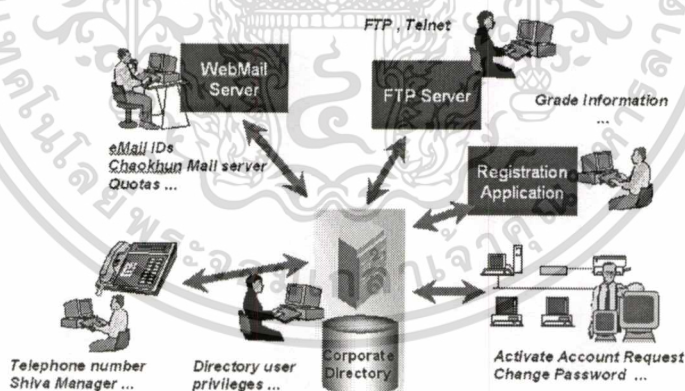 FTP , Telnet
WebMail
Server
FTP Server
Grade information
...
eMail IDs
Chaokhun Mail server
Quotas ...
Registration
Application
Telephone number
Shiva Manager ...
Directory user
privileges ...
Corporate
Directory
Activate Account Request
Change Password ...